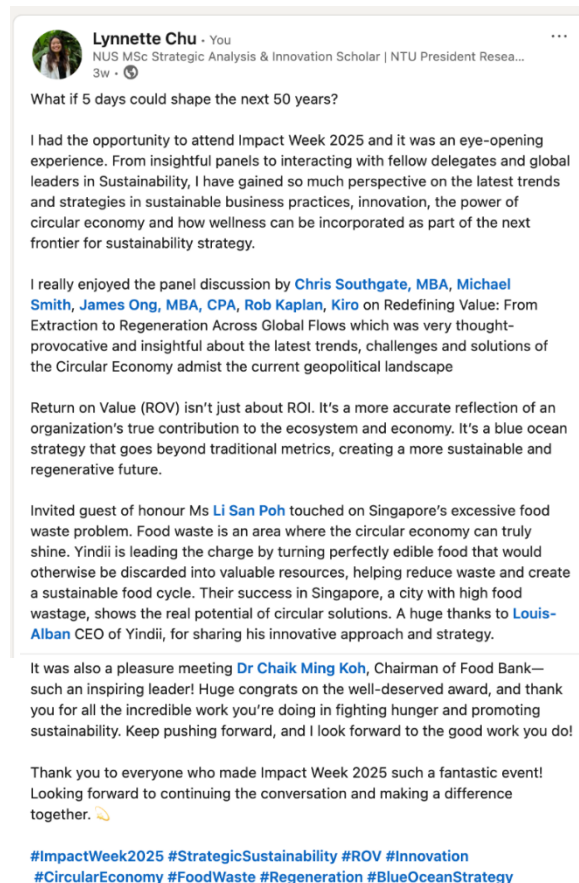 Lynnette Chu · You
NUS MSc Strategic Analysis & Innovation Scholar | NTU President Resea...
3w ·
What if 5 days could shape the next 50 years?
I had the opportunity to attend Impact Week 2025 and it was an eye-opening
experience. From insightful panels to interacting with fellow delegates and global
leaders in Sustainability, I have gained so much perspective on the latest trends
and strategies in sustainable business practices, innovation, the power of
circular economy and how wellness can be incorporated as part of the next
frontier for sustainability strategy.
I really enjoyed the panel discussion by Chris Southgate, MBA, Michael
Smith, James Ong, MBA, CPA, Rob Kaplan, Kiro on Redefining Value: From
Extraction to Regeneration Across Global Flows which was very thought-
provocative and insightful about the latest trends, challenges and solutions of
the Circular Economy admist the current geopolitical landscape
Return on Value (ROV) isn’t just about ROI. It’s a more accurate reflection of an
organization’s true contribution to the ecosystem and economy. It’s a blue ocean
strategy that goes beyond traditional metrics, creating a more sustainable and
regenerative future.
Invited guest of honour Ms Li San Poh touched on Singapore’s excessive food
waste problem. Food waste is an area where the circular economy can truly
shine. Yindii is leading the charge by turning perfectly edible food that would
otherwise be discarded into valuable resources, helping reduce waste and create
a sustainable food cycle. Their success in Singapore, a city with high food
wastage, shows the real potential of circular solutions. A huge thanks to Louis-
Alban CEO of Yindii, for sharing his innovative approach and strategy.
It was also a pleasure meeting Dr Chaik Ming Koh, Chairman of Food Bank—
such an inspiring leader! Huge congrats on the well-deserved award, and thank
you for all the incredible work you’re doing in fighting hunger and promoting
sustainability. Keep pushing forward, and I look forward to the good work you do!
Thank you to everyone who made Impact Week 2025 such a fantastic event!
Looking forward to continuing the conversation and making a difference
together. 💫
#ImpactWeek2025 #StrategicSustainability #ROV #Innovation
#CircularEconomy #FoodWaste #Regeneration #BlueOceanStrategy